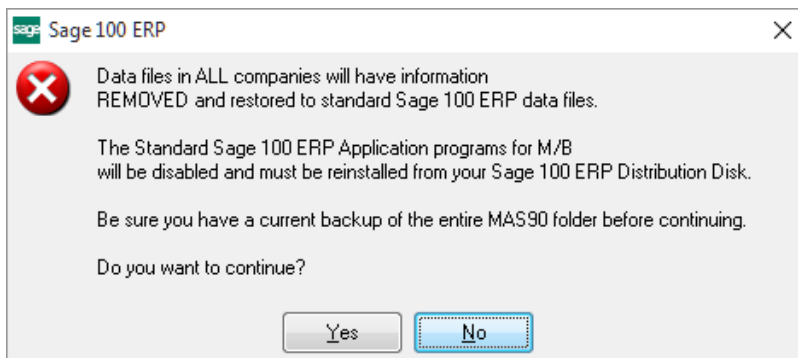 sage Sage 100 ERP
Data files in ALL companies will have information
REMOVED and restored to standard Sage 100 ERP data files.
The Standard Sage 100 ERP Application programs for M/B
will be disabled and must be reinstalled from your Sage 100 ERP Distribution Disk.
Be sure you have a current backup of the entire MAS90 folder before continuing.
Do you want to continue?
Yes No